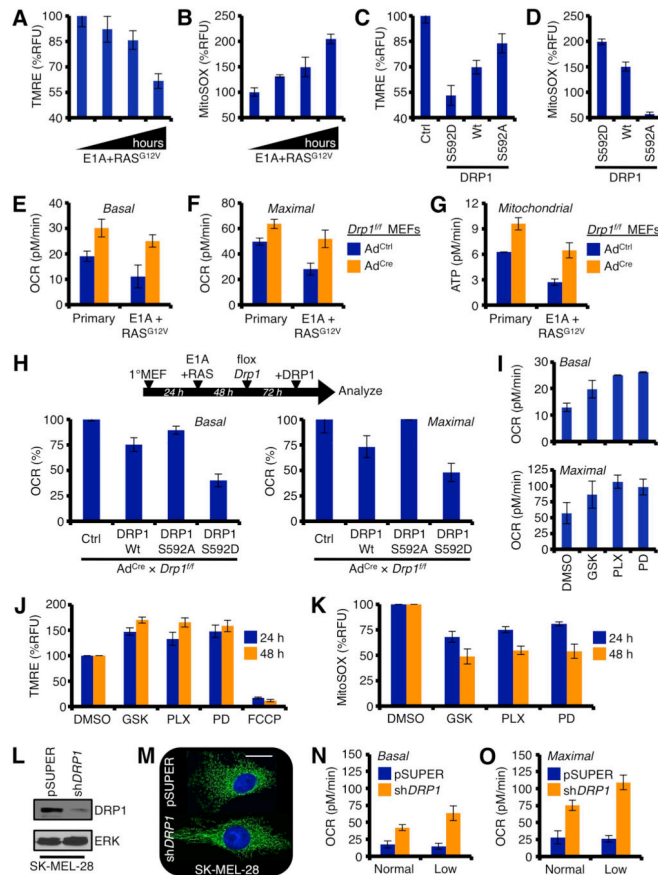 A
TMRE (%RFU)
100
85
70
55
40
hours
E1A+RAS^G12V
B
MitoSOX (%RFU)
250
200
150
100
50
hours
E1A+RAS^G12V
C
TMRE (%RFU)
100
85
70
55
40
Ctrl
S592D
Wt
S592A
DRP1
D
MitoSOX (%RFU)
250
200
150
100
50
S592D
Wt
S592A
DRP1
E
Basal
OCR (pM/min)
40
30
20
10
0
Primary
E1A +
RAS^G12V
F
Maximal
OCR (pM/min)
80
60
40
20
0
Primary
E1A +
RAS^G12V
Drp1^f/f MEFs
Ad^Ctrl
Ad^Cre
G
Mitochondrial
ATP (pM/min)
12
9
6
3
0
Primary
E1A +
RAS^G12V
Drp1^f/f MEFs
Ad^Ctrl
Ad^Cre
H
1°MEF
E1A
+RAS
flox
Drp1
+DRP1
24 h
48 h
72 h
Analyze
Basal
OCR (%)
100
75
50
25
0
Ctrl
DRP1
Wt
DRP1
S592A
DRP1
S592D
Ad^Cre × Drp1^f/f
Maximal
OCR (%)
100
75
50
25
0
Ctrl
DRP1
Wt
DRP1
S592A
DRP1
S592D
Ad^Cre × Drp1^f/f
I
Basal
OCR (pM/min)
30
20
10
0
Maximal
OCR (pM/min)
125
100
75
50
25
0
DMSO
GSK
PLX
PD
J
TMRE (%RFU)
200
150
100
50
0
24 h
48 h
DMSO
GSK
PLX
PD
FCCP
K
MitoSOX (%RFU)
100
75
50
25
0
24 h
48 h
DMSO
GSK
PLX
PD
L
pSUPER
shDRP1
DRP1
ERK
SK-MEL-28
M
pSUPER
shDRP1
SK-MEL-28
N
Basal
pSUPER
shDRP1
OCR (pM/min)
125
100
75
50
25
0
Normal
Low
O
Maximal
pSUPER
shDRP1
OCR (pM/min)
125
100
75
50
25
0
Normal
Low